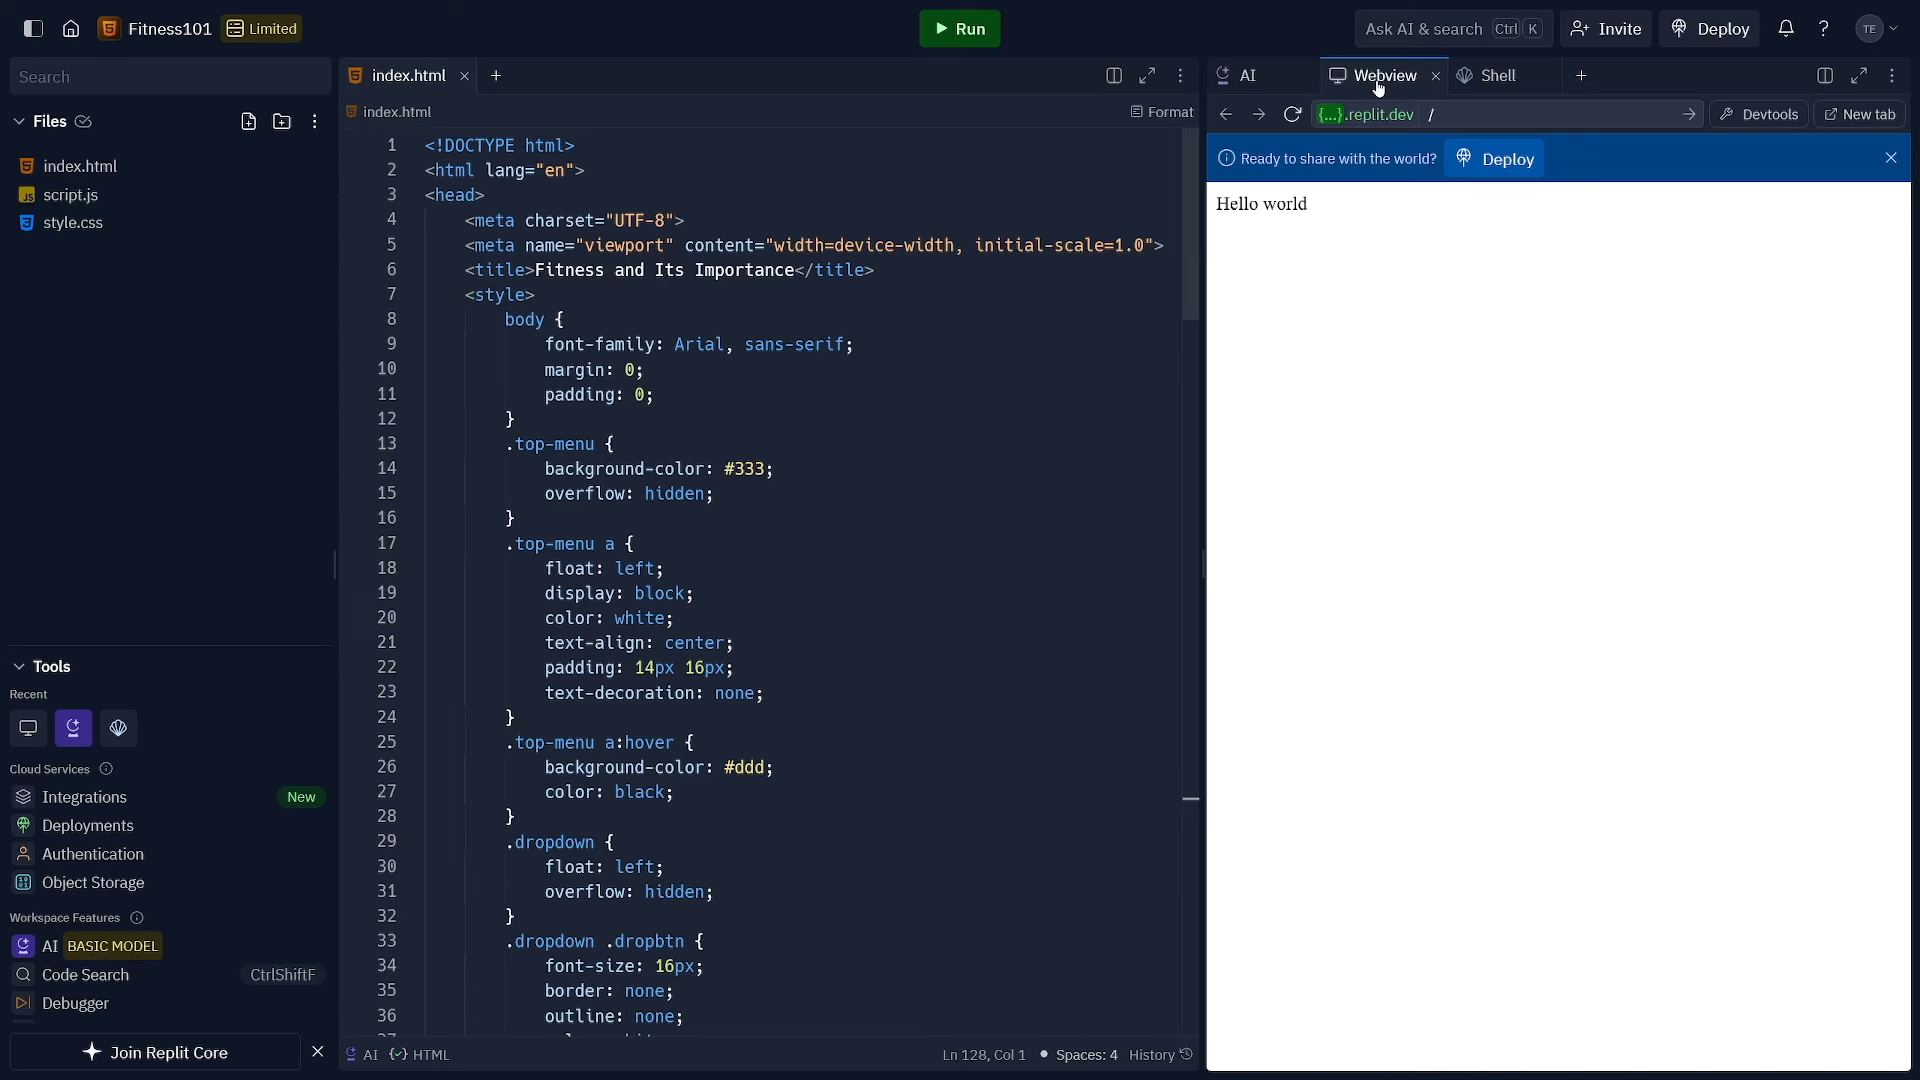 Fitness101 Limited
Run
Ask AI & search Ctrl K
Invite
Deploy
?
TE
Search
Files
index.html
script.js
style.css
Tools
Recent
Cloud Services
Integrations New
Deployments
Authentication
Object Storage
Workspace Features
AI BASIC MODEL
Code Search CtrlShiftF
Debugger
Join Replit Core
index.html
index.html
Format
1 <!DOCTYPE html>
2 <html lang="en">
3 <head>
4 <meta charset="UTF-8">
5 <meta name="viewport" content="width=device-width, initial-scale=1.0">
6 <title>Fitness and Its Importance</title>
7 <style>
8 body {
9 font-family: Arial, sans-serif;
10 margin: 0;
11 padding: 0;
12 }
13 .top-menu {
14 background-color: #333;
15 overflow: hidden;
16 }
17 .top-menu a {
18 float: left;
19 display: block;
20 color: white;
21 text-align: center;
22 padding: 14px 16px;
23 text-decoration: none;
24 }
25 .top-menu a:hover {
26 background-color: #ddd;
27 color: black;
28 }
29 .dropdown {
30 float: left;
31 overflow: hidden;
32 }
33 .dropdown .dropbtn {
34 font-size: 16px;
35 border: none;
36 outline: none;
AI HTML
Ln 128, Col 1 • Spaces: 4 History
AI
Webview
Shell
{...}.replit.dev /
Devtools
New tab
Ready to share with the world? Deploy
Hello world